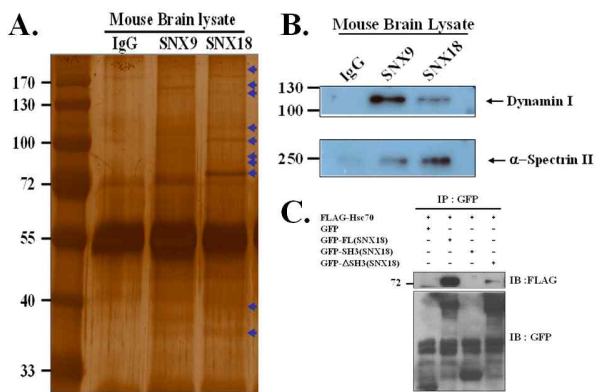 A.
Mouse Brain lysate
IgG SNX9 SNX18
170
130
100
72
55
40
33
B.
Mouse Brain Lysate
IgG SNX9 SNX18
130
100
Dynamin I
250
α-Spectrin II
C.
IP : GFP
FLAG-Hsc70 + + + +
GFP +
GFP-FL(SNX18) +
GFP-SH3(SNX18) +
GFP-ΔSH3(SNX18) +
72
IB :FLAG
IB : GFP